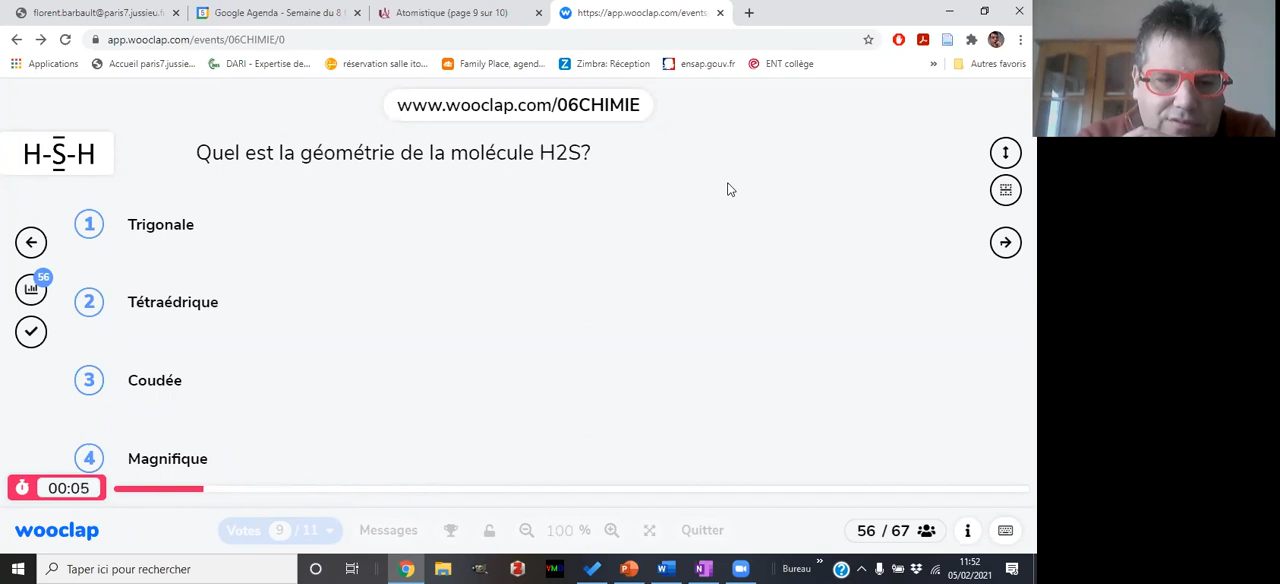 florent.barbault@paris7.jussieu.f
Google Agenda - Semaine du 8 f
Atomistique (page 9 sur 10)
https://app.wooclap.com/events
app.wooclap.com/events/06CHIMIE/0
Applications
Accueil paris7.jussie...
DARI - Expertise de...
réservation salle ito...
Family Place, agend...
Zimbra: Réception
ensap.gouv.fr
ENT collège
»
Autres favoris
www.wooclap.com/06CHIMIE
H-S-H
Quel est la géométrie de la molécule H2S?
1 Trigonale
56
2 Tétraédrique
3 Coudée
4 Magnifique
00:05
wooclap
Votes 9 / 11
Messages
100 %
Quitter
56 / 67
Taper ici pour rechercher
Bureau »
11:52
05/02/2021